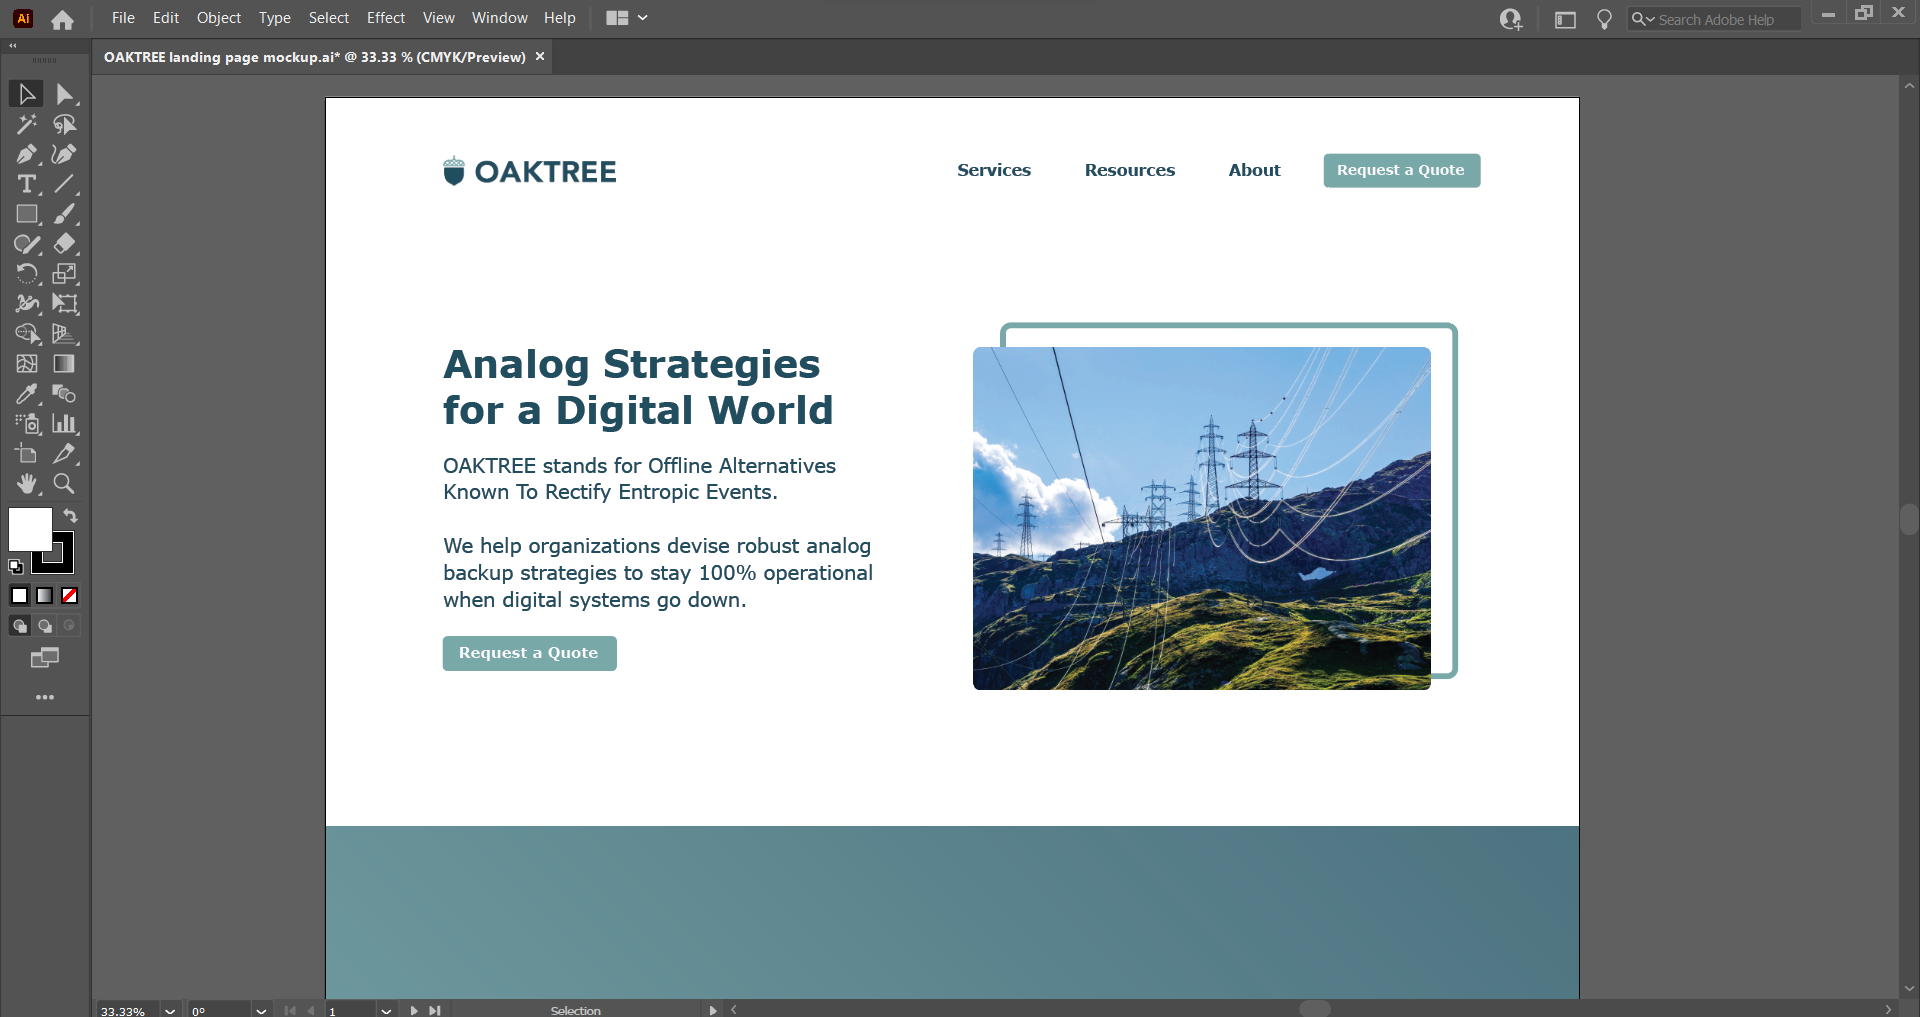 Ai File Edit Object Type Select Effect View Window Help Search Adobe Help
OAKTREE landing page mockup.ai* @ 33.33 % (CMYK/Preview)
OAKTREE Services Resources About Request a Quote
Analog Strategies
for a Digital World
OAKTREE stands for Offline Alternatives
Known To Rectify Entropic Events.
We help organizations devise robust analog
backup strategies to stay 100% operational
when digital systems go down.
Request a Quote
33.33% 0° 1 Selection